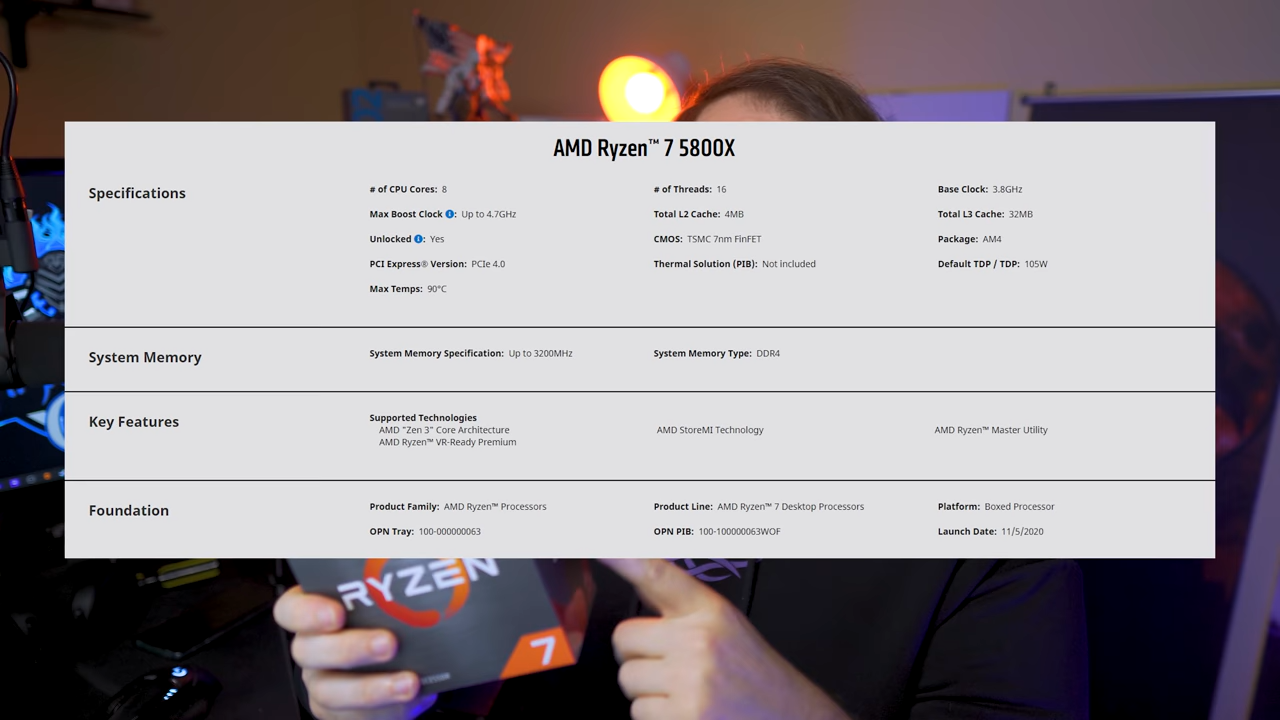 AMD Ryzen™ 7 5800X
Specifications
# of CPU Cores: 8
# of Threads: 16
Base Clock: 3.8GHz
Max Boost Clock i: Up to 4.7GHz
Total L2 Cache: 4MB
Total L3 Cache: 32MB
Unlocked i: Yes
CMOS: TSMC 7nm FinFET
Package: AM4
PCI Express® Version: PCIe 4.0
Thermal Solution (PIB): Not included
Default TDP / TDP: 105W
Max Temps: 90°C
System Memory
System Memory Specification: Up to 3200MHz
System Memory Type: DDR4
Key Features
Supported Technologies
AMD "Zen 3" Core Architecture
AMD StoreMI Technology
AMD Ryzen™ Master Utility
AMD Ryzen™ VR-Ready Premium
Foundation
Product Family: AMD Ryzen™ Processors
Product Line: AMD Ryzen™ 7 Desktop Processors
Platform: Boxed Processor
OPN Tray: 100-000000063
OPN PIB: 100-100000063WOF
Launch Date: 11/5/2020
RYZEN
7